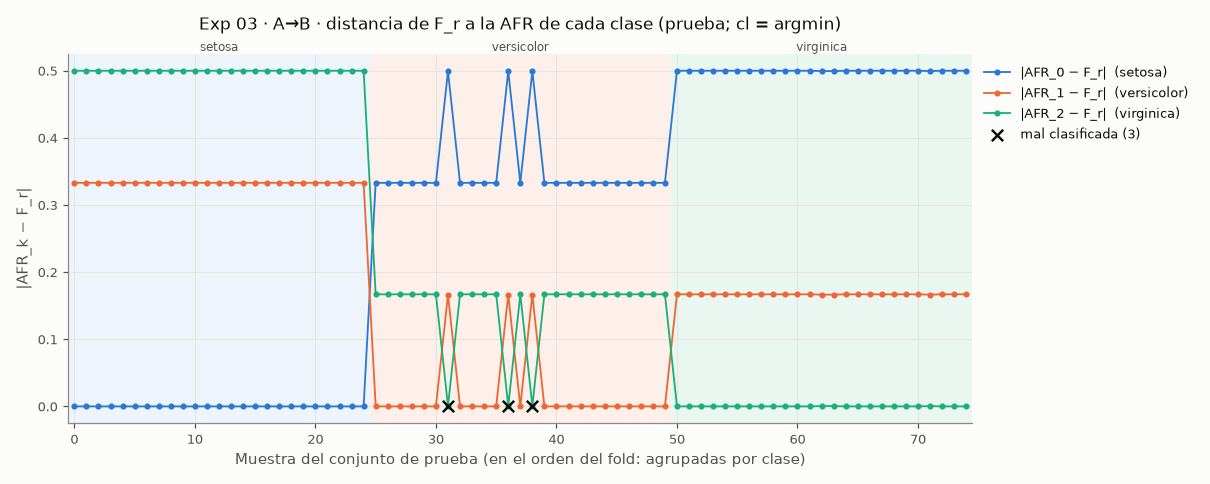 Exp 03 · A→B · distancia de F_r a la AFR de cada clase (prueba; cl = argmin)
setosa versicolor virginica
|AFR_0 − F_r| (setosa)
|AFR_1 − F_r| (versicolor)
|AFR_2 − F_r| (virginica)
mal clasificada (3)
|AFR_k − F_r|
0.5
0.4
0.3
0.2
0.1
0.0
0 10 20 30 40 50 60 70
Muestra del conjunto de prueba (en el orden del fold: agrupadas por clase)